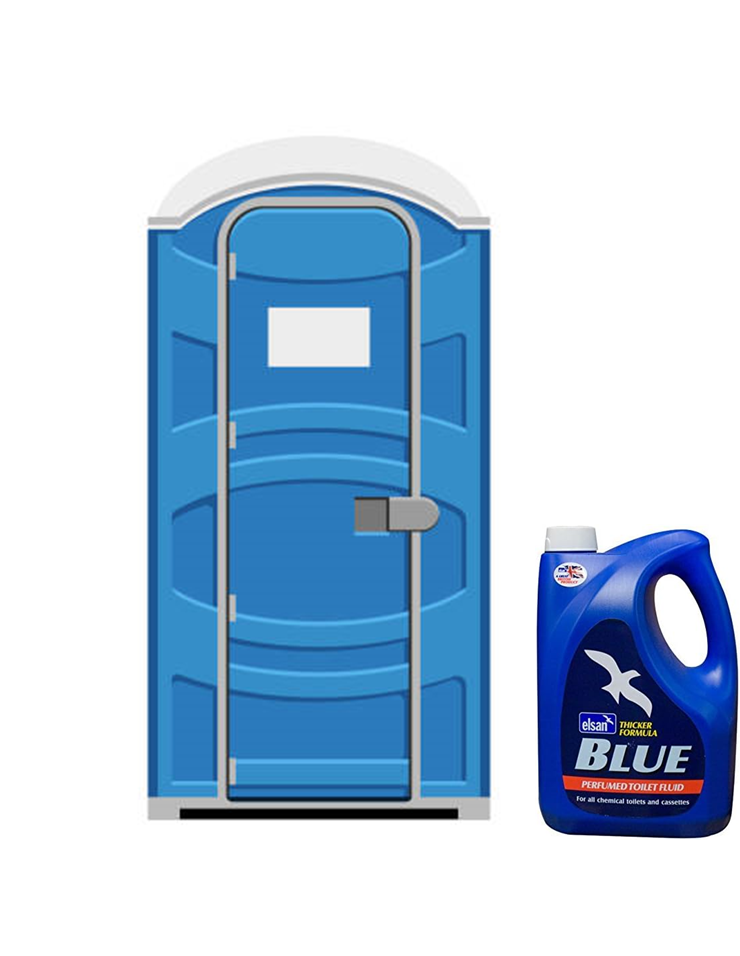 elsan
THICKER
FORMULA
BLUE
PERFUMED TOILET FLUID
For all chemical toilets and cassettes